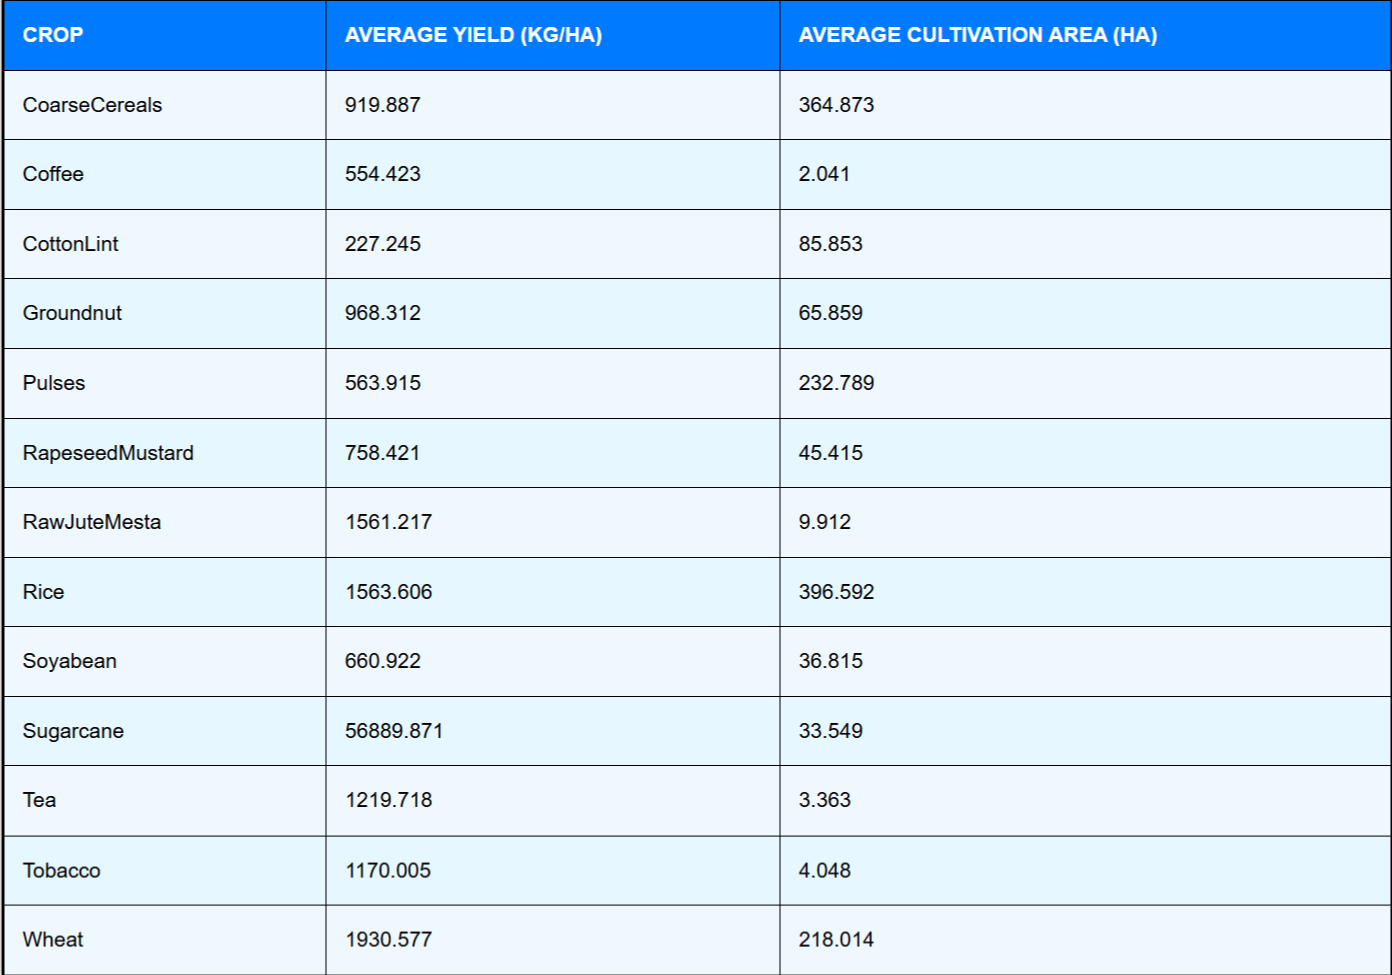 CROP AVERAGE YIELD (KG/HA) AVERAGE CULTIVATION AREA (HA)
CoarseCereals 919.887 364.873
Coffee 554.423 2.041
CottonLint 227.245 85.853
Groundnut 968.312 65.859
Pulses 563.915 232.789
RapeseedMustard 758.421 45.415
RawJuteMesta 1561.217 9.912
Rice 1563.606 396.592
Soyabean 660.922 36.815
Sugarcane 56889.871 33.549
Tea 1219.718 3.363
Tobacco 1170.005 4.048
Wheat 1930.577 218.014